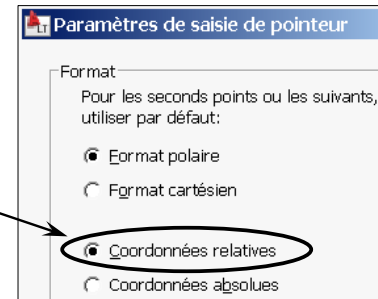 LT Paramètres de saisie de pointeur
Format
Pour les seconds points ou les suivants,
utiliser par défaut:
Format polaire
Format cartésien
Coordonnées relatives
Coordonnées absolues